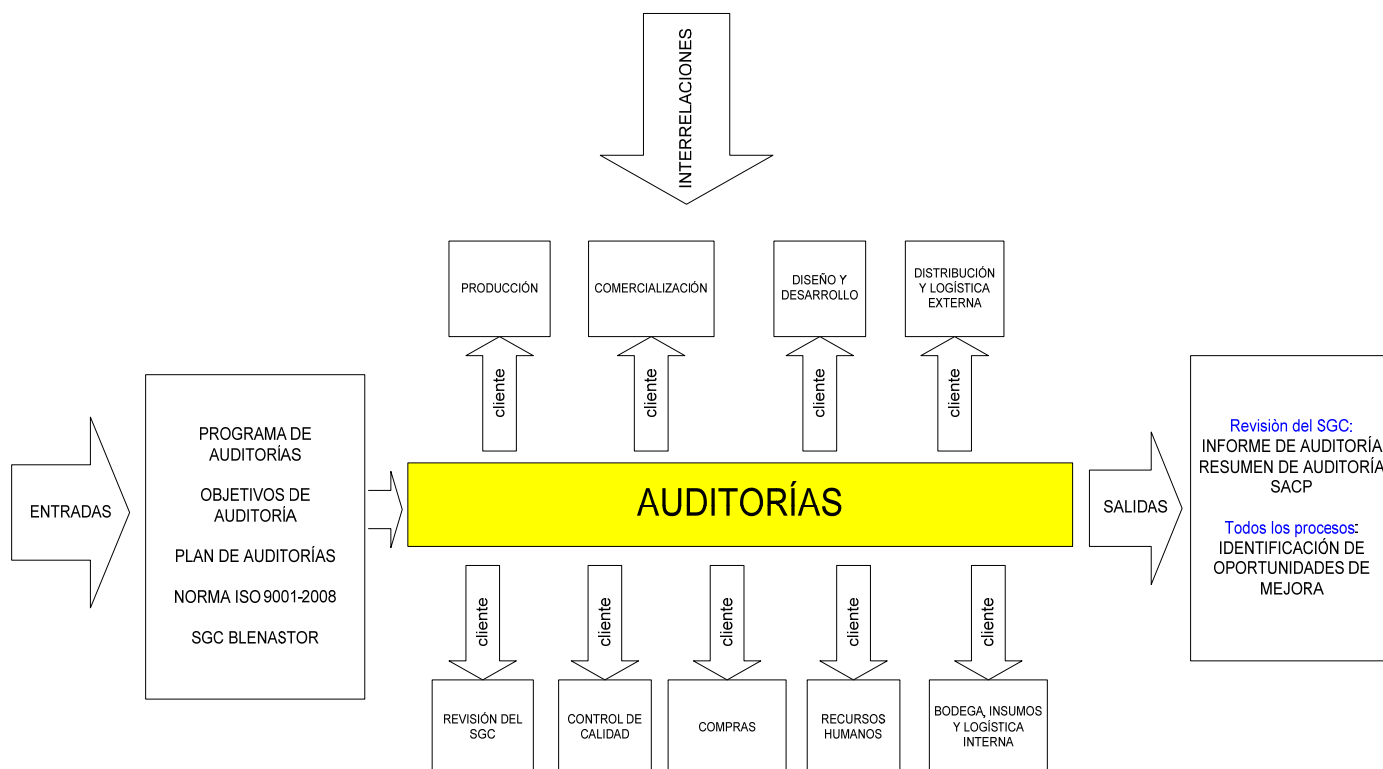 INTERRELACIONES
PRODUCCIÓN
COMERCIALIZACIÓN
DISEÑO Y
DESARROLLO
DISTRIBUCIÓN
Y LOGÍSTICA
EXTERNA
cliente
cliente
cliente
cliente
ENTRADAS
PROGRAMA DE
AUDITORÍAS
OBJETIVOS DE
AUDITORÍA
PLAN DE AUDITORÍAS
NORMA ISO 9001-2008
SGC BLENASTOR
AUDITORÍAS
SALIDAS
Revisiòn del SGC:
INFORME DE AUDITORÍA
RESUMEN DE AUDITORÍA
SACP
Todos los procesos:
IDENTIFICACIÓN DE
OPORTUNIDADES DE
MEJORA
cliente
cliente
cliente
cliente
cliente
REVISIÓN DEL
SGC
CONTROL DE
CALIDAD
COMPRAS
RECURSOS
HUMANOS
BODEGA, INSUMOS
Y LOGÍSTICA
INTERNA